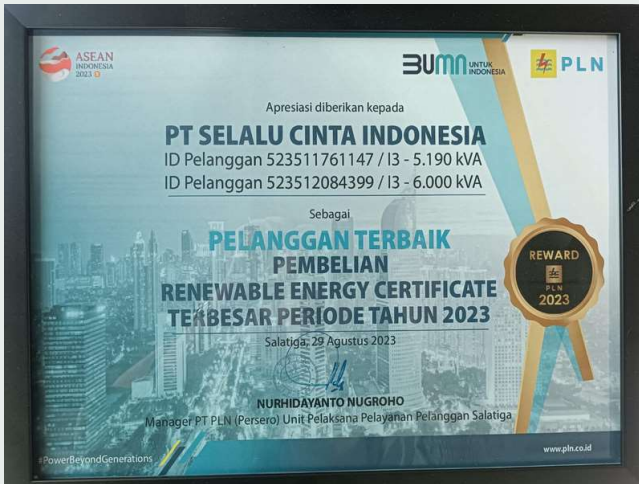 ASEAN
INDONESIA
2023
BUMN UNTUK
INDONESIA
PLN
Apresiasi diberikan kepada
PT SELALU CINTA INDONESIA
ID Pelanggan 523511761147 / I3 - 5.190 kVA
ID Pelanggan 523512084399 / I3 - 6.000 kVA
Sebagai
PELANGGAN TERBAIK
PEMBELIAN
RENEWABLE ENERGY CERTIFICATE
TERBESAR PERIODE TAHUN 2023
REWARD
PLN
2023
Salatiga, 29 Agustus 2023
NURHIDAYANTO NUGROHO
Manager PT PLN (Persero) Unit Pelaksana Pelayanan Pelanggan Salatiga
#PowerBeyondGenerations
www.pln.co.id